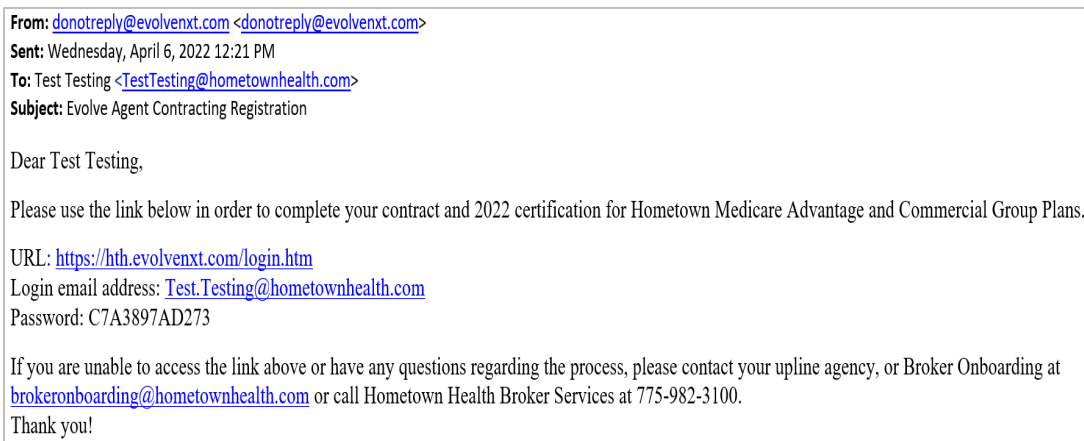 From: donotreply@evolvenxt.com <donotreply@evolvenxt.com>
Sent: Wednesday, April 6, 2022 12:21 PM
To: Test Testing <TestTesting@hometownhealth.com>
Subject: Evolve Agent Contracting Registration
Dear Test Testing,
Please use the link below in order to complete your contract and 2022 certification for Hometown Medicare Advantage and Commercial Group Plans.
URL: https://hth.evolvenxt.com/login.htm
Login email address: Test.Testing@hometownhealth.com
Password: C7A3897AD273
If you are unable to access the link above or have any questions regarding the process, please contact your upline agency, or Broker Onboarding at
brokeronboarding@hometownhealth.com or call Hometown Health Broker Services at 775-982-3100.
Thank you!